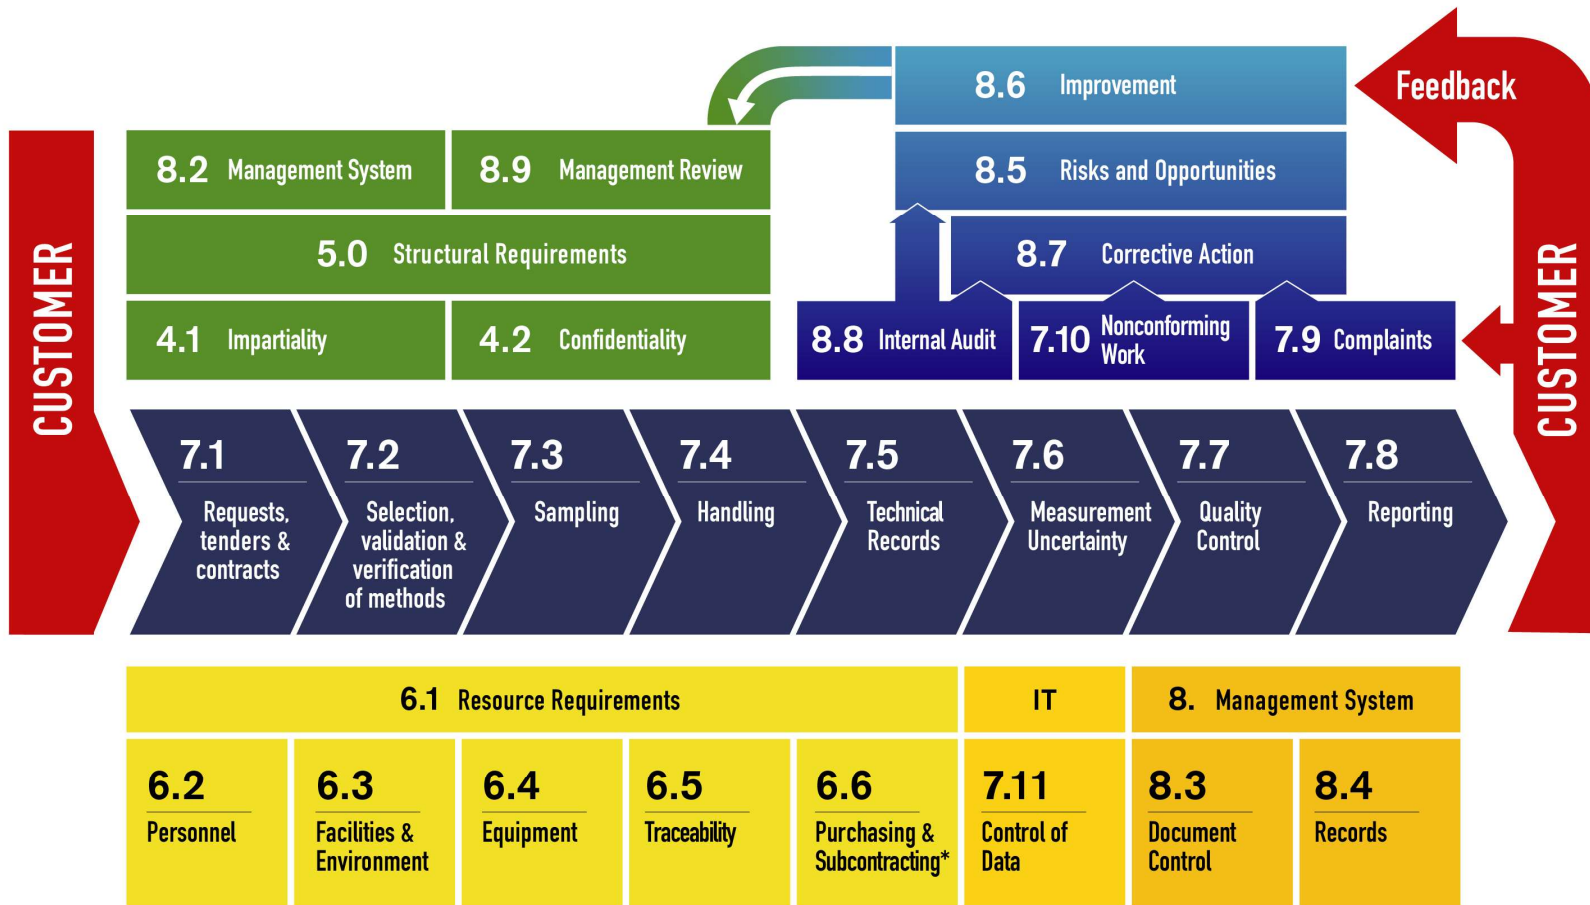 8.6 Improvement
Feedback
8.2 Management System
8.9 Management Review
8.5 Risks and Opportunities
CUSTOMER
5.0 Structural Requirements
8.7 Corrective Action
CUSTOMER
4.1 Impartiality
4.2 Confidentiality
8.8 Internal Audit
7.10 Nonconforming
Work
7.9 Complaints
7.1
Requests,
tenders &
contracts
7.2
Selection,
validation &
verification
of methods
7.3
Sampling
7.4
Handling
7.5
Technical
Records
7.6
Measurement
Uncertainty
7.7
Quality
Control
7.8
Reporting
6.1 Resource Requirements
IT
8. Management System
6.2
Personnel
6.3
Facilities &
Environment
6.4
Equipment
6.5
Traceability
6.6
Purchasing &
Subcontracting*
7.11
Control of
Data
8.3
Document
Control
8.4
Records